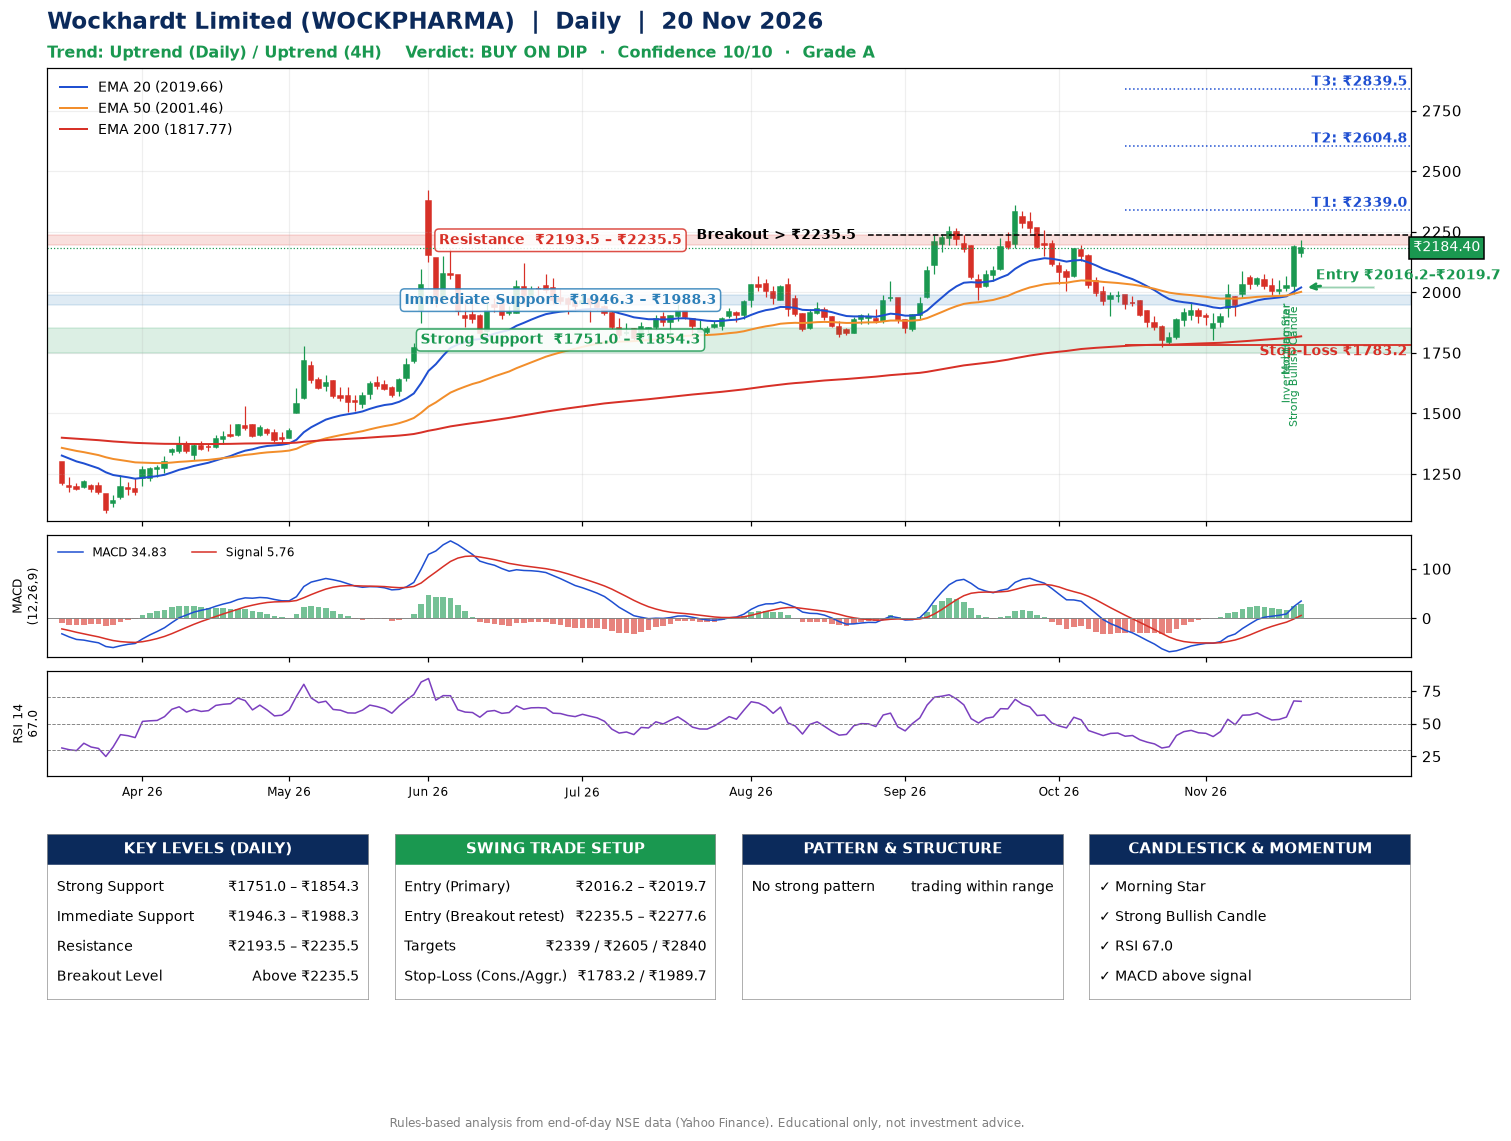 Wockhardt Limited (WOCKPHARMA)  |  Daily  |  20 Nov 2026
Trend: Uptrend (Daily) / Uptrend (4H)    Verdict: BUY ON DIP  ·  Confidence 10/10  ·  Grade A
EMA 20 (2019.66)
EMA 50 (2001.46)
EMA 200 (1817.77)
T3: ₹2839.5
T2: ₹2604.8
T1: ₹2339.0
Resistance  ₹2193.5 – ₹2235.5
Breakout > ₹2235.5
₹2184.40
Entry ₹2016.2–₹2019.7
Immediate Support  ₹1946.3 – ₹1988.3
Strong Support  ₹1751.0 – ₹1854.3
Stop-Loss ₹1783.2
Strong Bullish Candle
2750
2500
2250
2000
1750
1500
1250
MACD
(12,26,9)
MACD 34.83
Signal 5.76
100
0
RSI 14
67.0
75
50
25
Apr 26
May 26
Jun 26
Jul 26
Aug 26
Sep 26
Oct 26
Nov 26
KEY LEVELS (DAILY)
Strong Support ₹1751.0 – ₹1854.3
Immediate Support ₹1946.3 – ₹1988.3
Resistance ₹2193.5 – ₹2235.5
Breakout Level Above ₹2235.5
SWING TRADE SETUP
Entry (Primary) ₹2016.2 – ₹2019.7
Entry (Breakout retest) ₹2235.5 – ₹2277.6
Targets ₹2339 / ₹2605 / ₹2840
Stop-Loss (Cons./Aggr.) ₹1783.2 / ₹1989.7
PATTERN & STRUCTURE
No strong pattern trading within range
CANDLESTICK & MOMENTUM
✓ Morning Star
✓ Strong Bullish Candle
✓ RSI 67.0
✓ MACD above signal
Rules-based analysis from end-of-day NSE data (Yahoo Finance). Educational only, not investment advice.